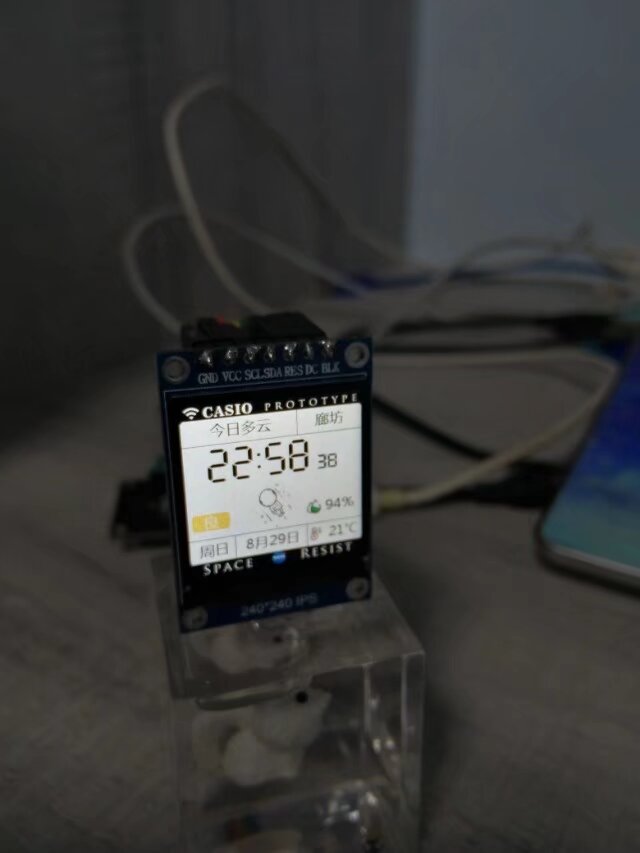 GND VCC SCL SDA RES DC BLK
CASIO PROTOTYPE
今日多云 廊坊
22:58 38
94%
良
周日 8月29日 21℃
SPACE RESIST
240*240 IPS